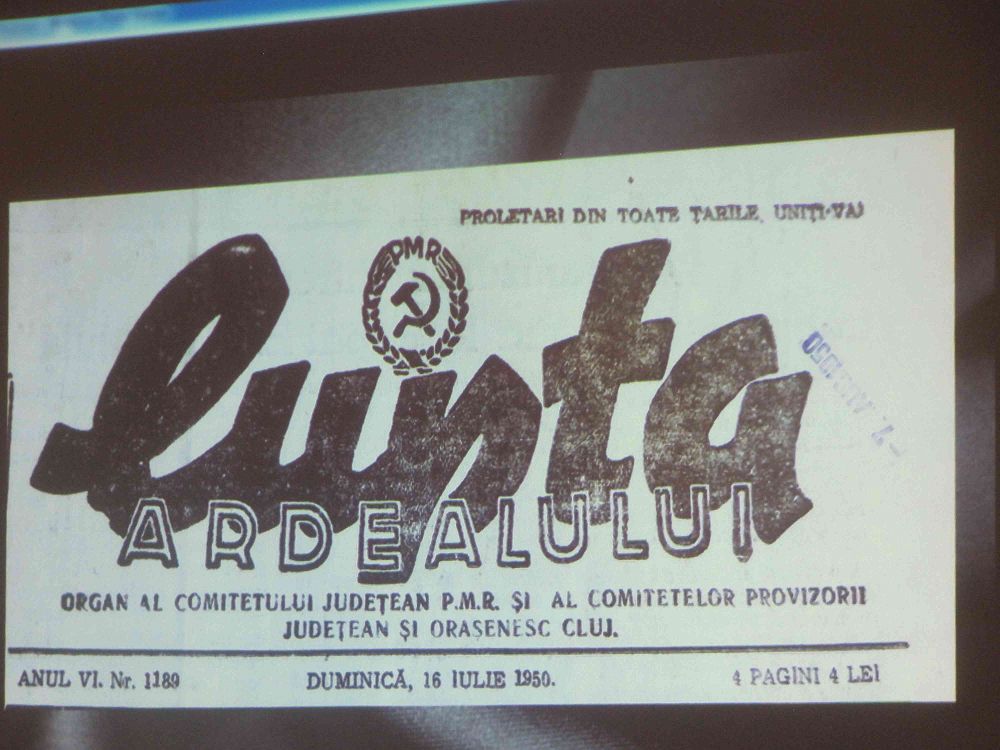 PROLETARI DIN TOATE ȚARILE, UNIȚI-VA!
PMR
Lupta
ARDEALULUI
ORGAN AL COMITETULUI JUDEȚEAN P.M.R. ȘI AL COMITETELOR PROVIZORII
JUDEȚEAN ȘI ORAȘENESC CLUJ.
ANUL VI. Nr. 1189
DUMINICĂ, 16 IULIE 1950.
4 PAGINI 4 LEI